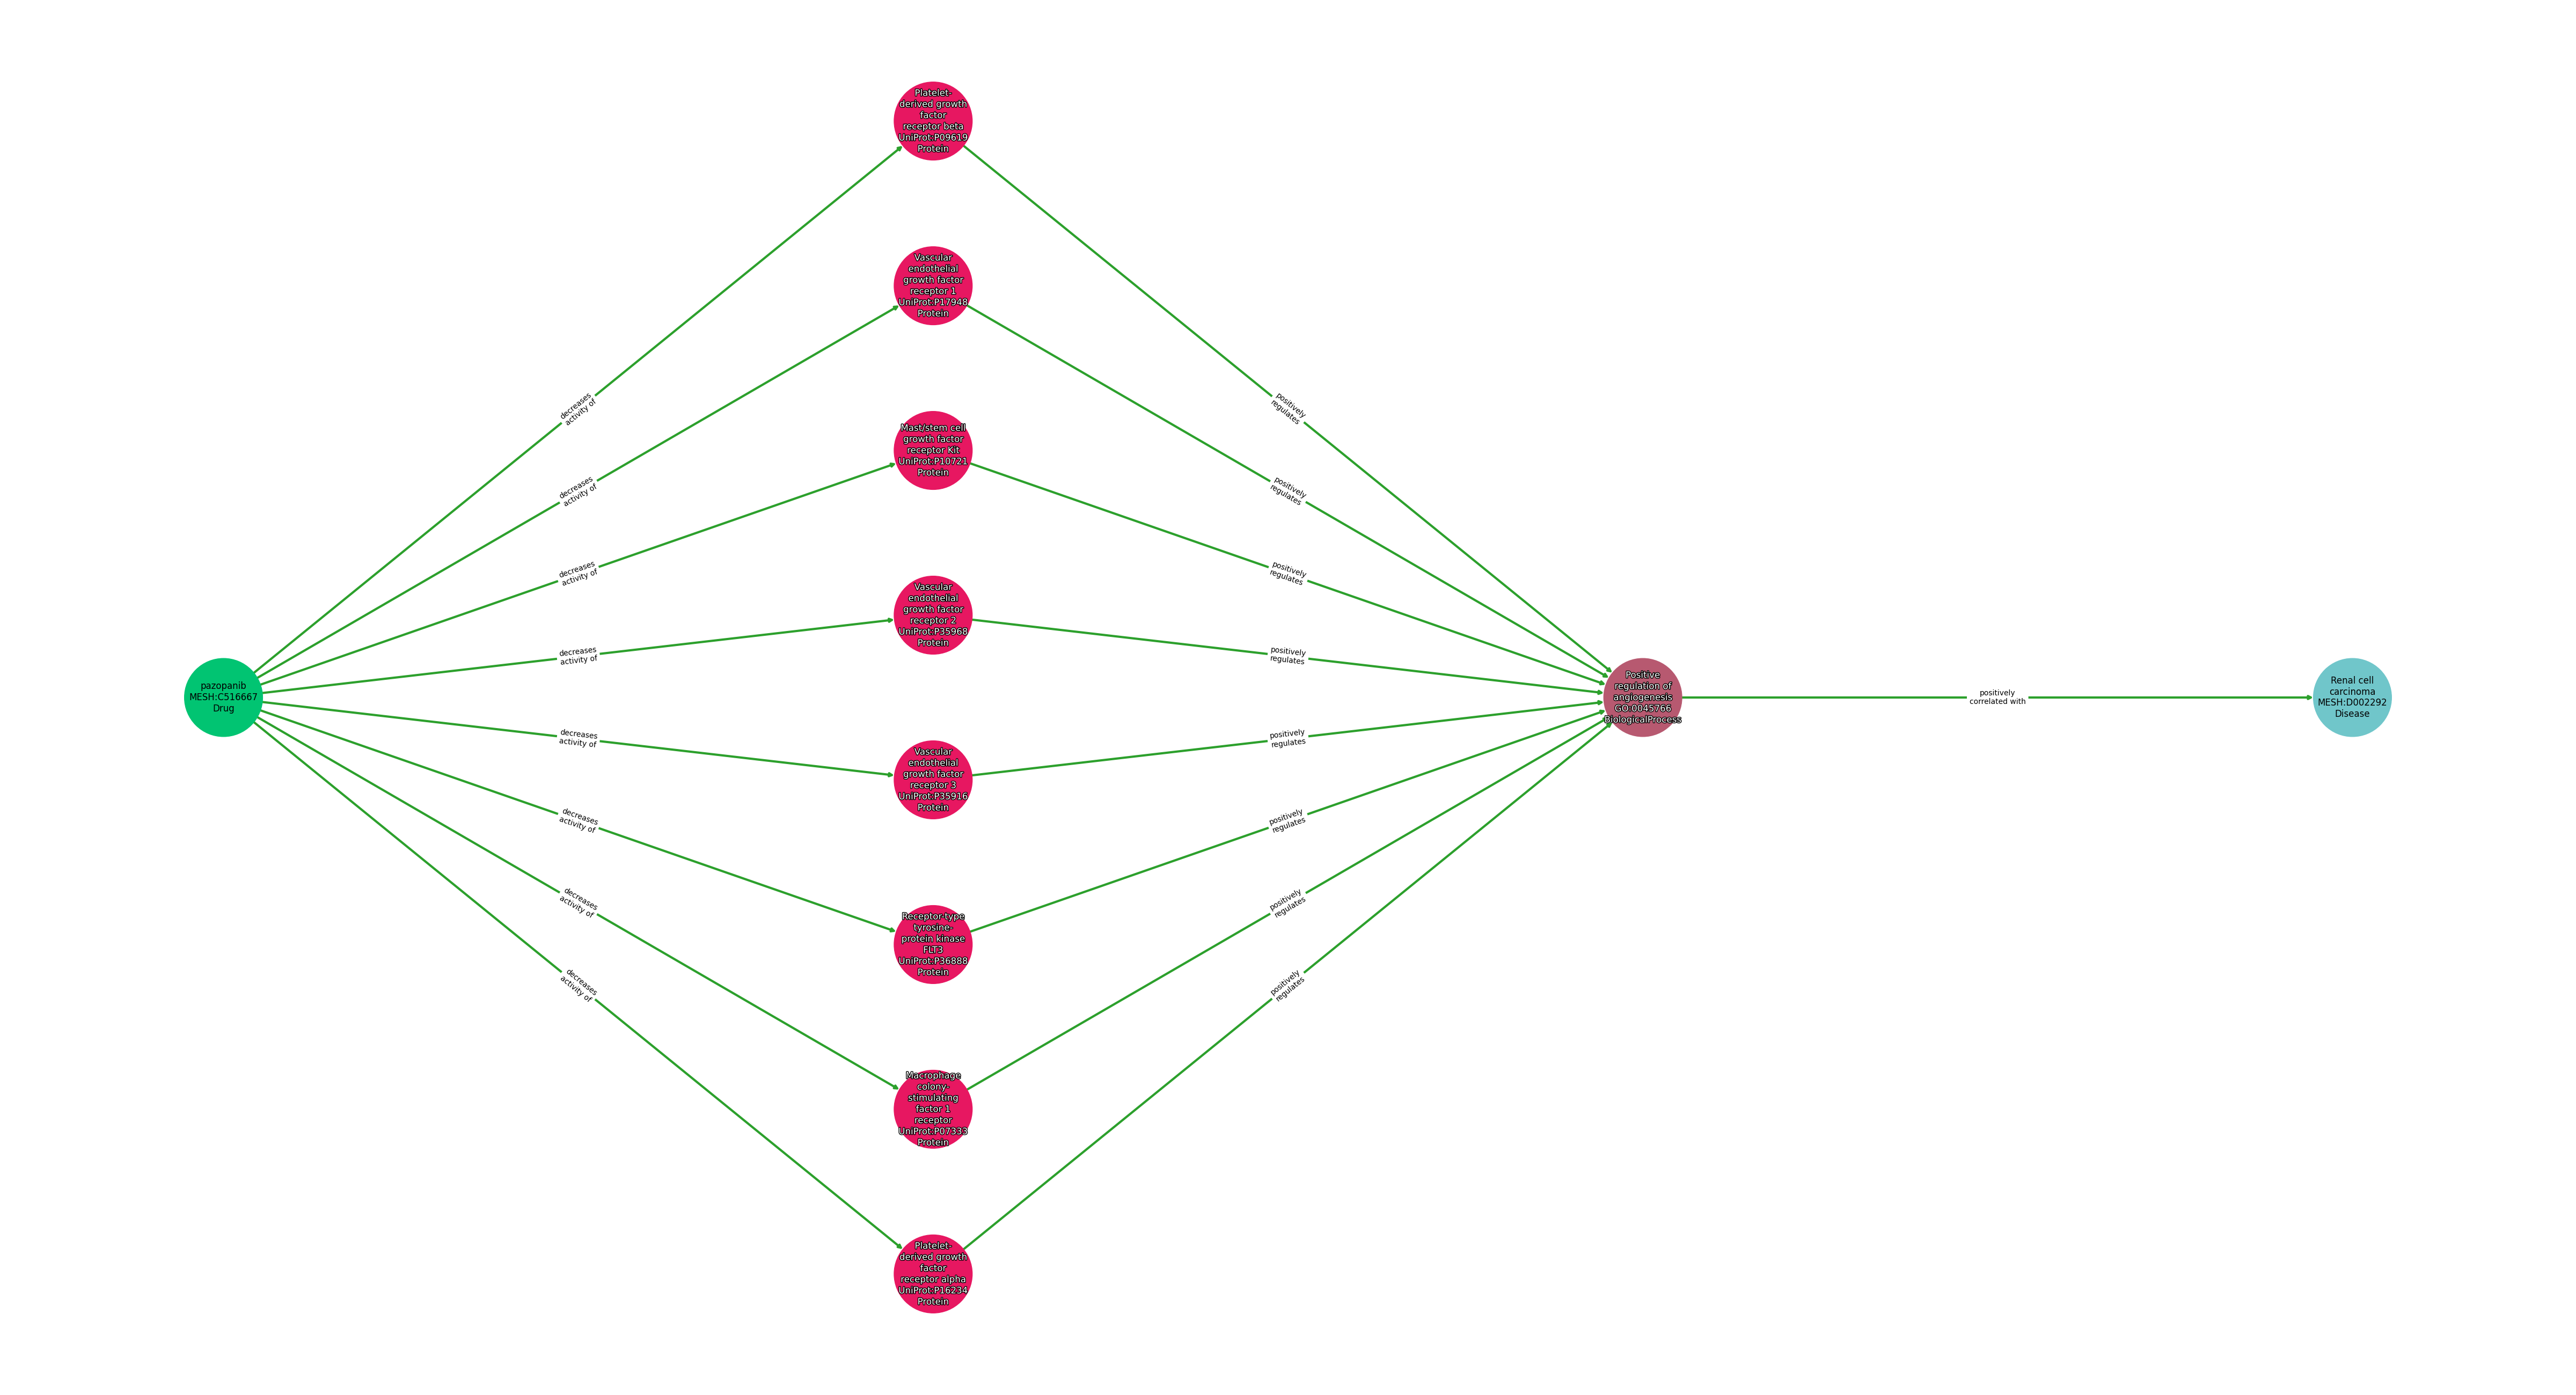 Platelet-
derived growth
factor
receptor beta
UniProt:P09619
Protein
Vascular
endothelial
growth factor
receptor 1
UniProt:P17948
Protein
Mast/stem cell
growth factor
receptor Kit
UniProt:P10721
Protein
Vascular
endothelial
growth factor
receptor 2
UniProt:P35968
Protein
Vascular
endothelial
growth factor
receptor 3
UniProt:P35916
Protein
Receptor-type
tyrosine-
protein kinase
FLT3
UniProt:P36888
Protein
Macrophage
colony-
stimulating
factor 1
receptor
UniProt:P07333
Protein
Platelet-
derived growth
factor
receptor alpha
UniProt:P16234
Protein
pazopanib
MESH:C516667
Drug
Positive
regulation of
angiogenesis
GO:0045766
BiologicalProcess
Renal cell
carcinoma
MESH:D002292
Disease
decreases
activity of
decreases
activity of
decreases
activity of
decreases
activity of
decreases
activity of
decreases
activity of
decreases
activity of
decreases
activity of
positively
regulates
positively
regulates
positively
regulates
positively
regulates
positively
regulates
positively
regulates
positively
regulates
positively
regulates
positively
correlated with